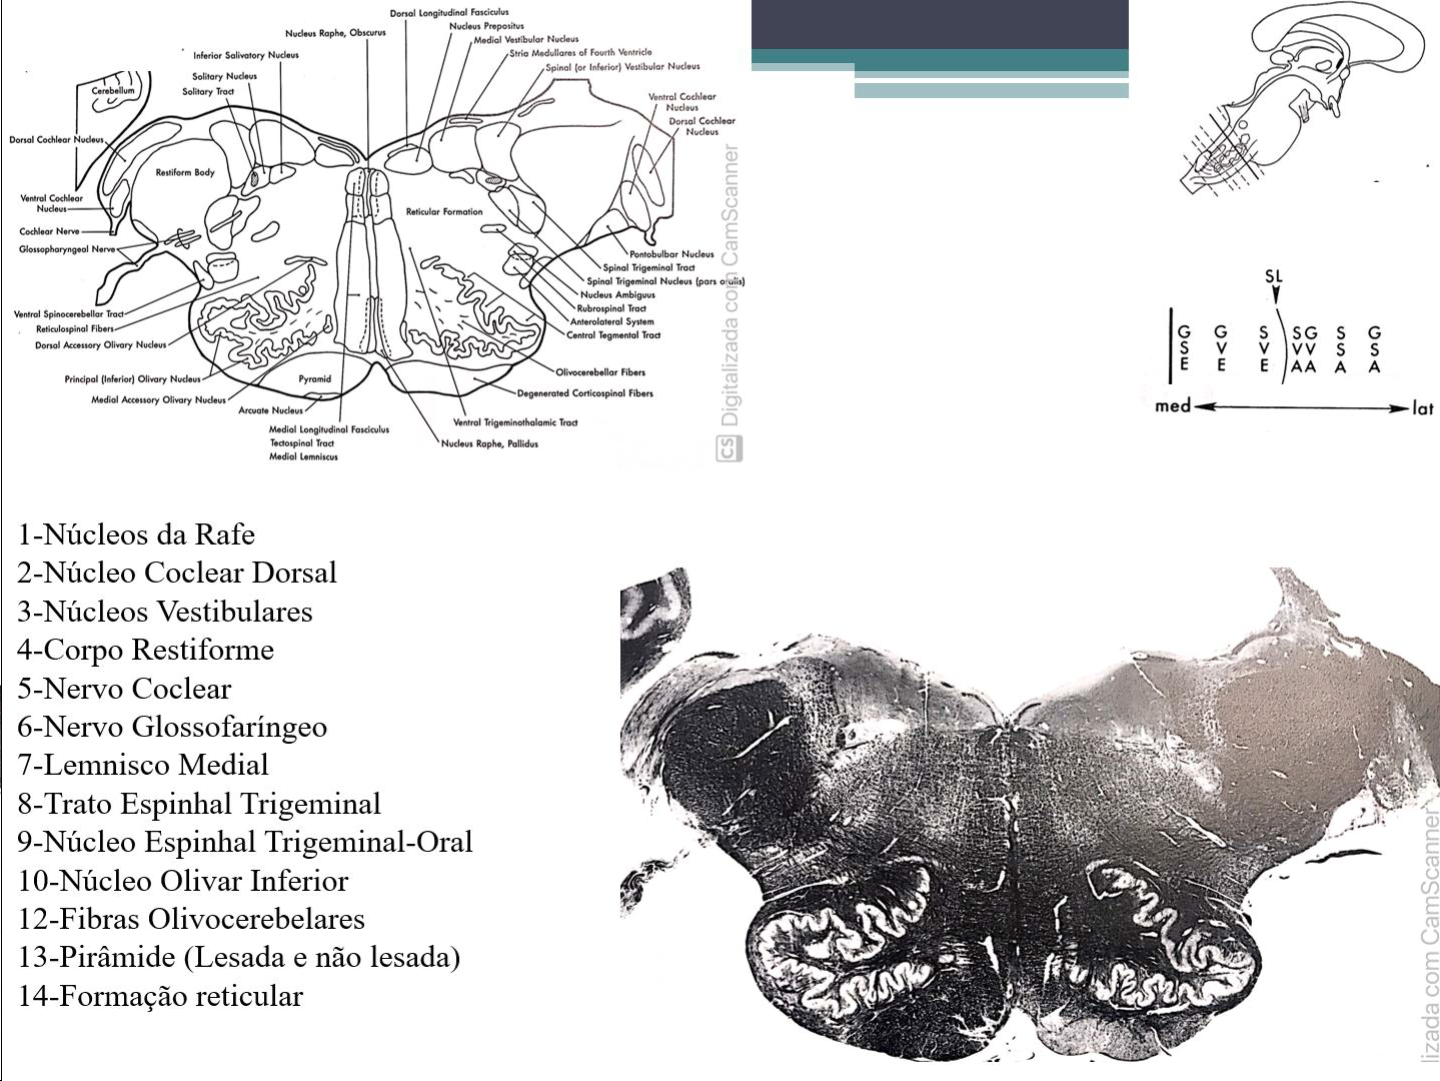 Dorsal Longitudinal Fasciculus
Nucleus Prepositus
Nucleus Raphe, Obscurus
Medial Vestibular Nucleus
Stria Medullares of Fourth Ventricle
Inferior Salivatory Nucleus
Spinal (or Inferior) Vestibular Nucleus
Solitary Nucleus
Solitary Tract
Cerebellum
Ventral Cochlear
Nucleus
Dorsal Cochlear
Nucleus
Dorsal Cochlear Nucleus
Restiform Body
Ventral Cochlear
Nucleus
Reticular Formation
Cochlear Nerve
Glossopharyngeal Nerve
Pontobulbar Nucleus
Spinal Trigeminal Tract
Spinal Trigeminal Nucleus (pars oralis)
Nucleus Ambiguus
Rubrospinal Tract
Anterolateral System
Central Tegmental Tract
Ventral Spinocerebellar Tract
Reticulospinal Fibers
Dorsal Accessory Olivary Nucleus
Principal (Inferior) Olivary Nucleus
Pyramid
Olivocerebellar Fibers
Medial Accessory Olivary Nucleus
Degenerated Corticospinal Fibers
Arcuate Nucleus
Medial Longitudinal Fasciculus
Tectospinal Tract
Medial Lemniscus
Ventral Trigeminothalamic Tract
Nucleus Raphe, Pallidus
CS Digitalizada com CamScanner
SL
G G S SG S G
S V V VV S S
E E E AA A A
med lat
1-Núcleos da Rafe
2-Núcleo Coclear Dorsal
3-Núcleos Vestibulares
4-Corpo Restiforme
5-Nervo Coclear
6-Nervo Glossofaríngeo
7-Lemnisco Medial
8-Trato Espinhal Trigeminal
9-Núcleo Espinhal Trigeminal-Oral
10-Núcleo Olivar Inferior
12-Fibras Olivocerebelares
13-Pirâmide (Lesada e não lesada)
14-Formação reticular
lizada com CamScanner